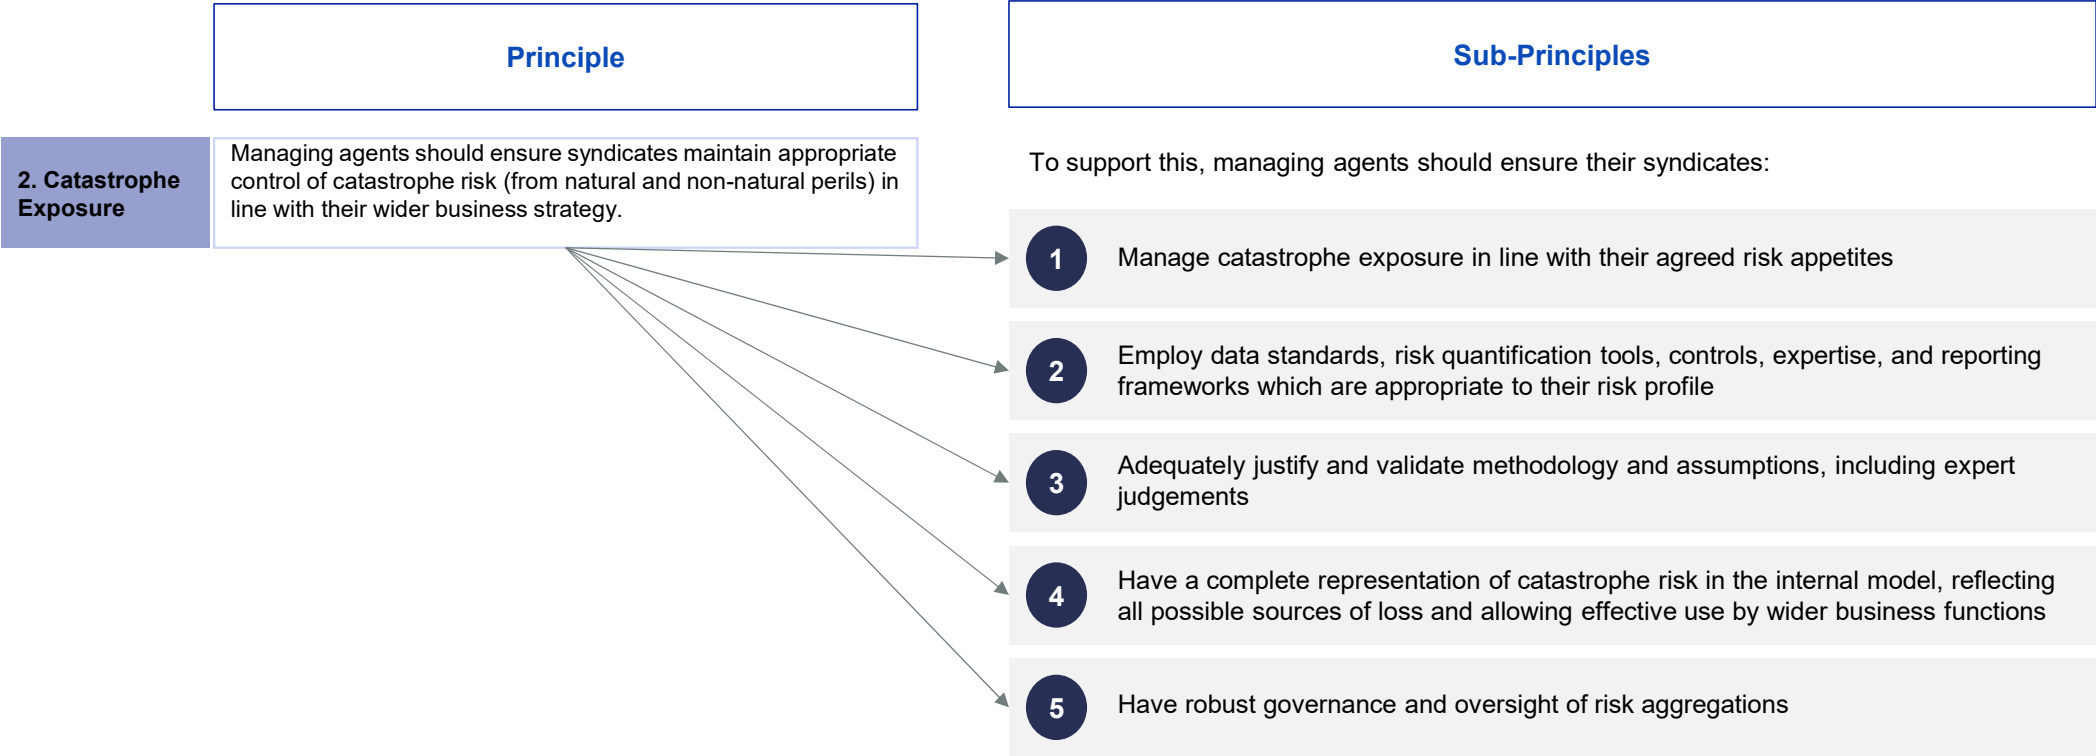 Principle
Sub-Principles
2. Catastrophe
Exposure
Managing agents should ensure syndicates maintain appropriate
control of catastrophe risk (from natural and non-natural perils) in
line with their wider business strategy.
To support this, managing agents should ensure their syndicates:
1
Manage catastrophe exposure in line with their agreed risk appetites
2
Employ data standards, risk quantification tools, controls, expertise, and reporting
frameworks which are appropriate to their risk profile
3
Adequately justify and validate methodology and assumptions, including expert
judgements
4
Have a complete representation of catastrophe risk in the internal model, reflecting
all possible sources of loss and allowing effective use by wider business functions
5
Have robust governance and oversight of risk aggregations